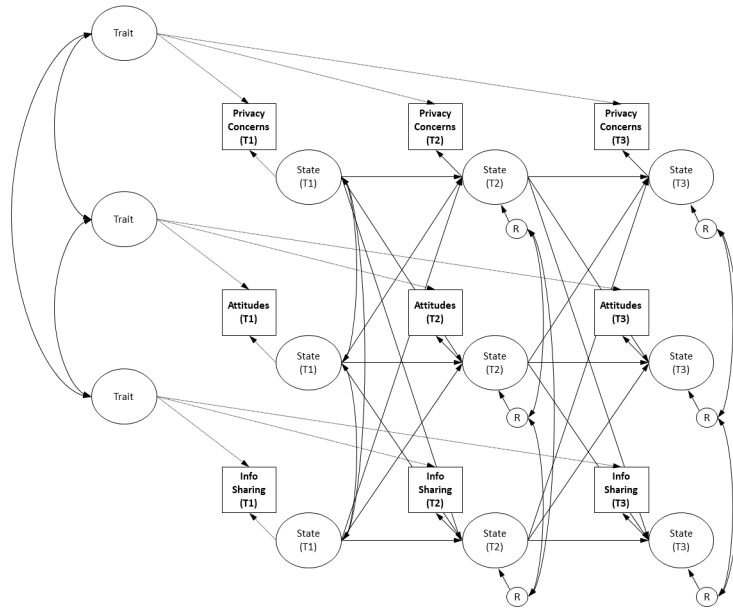 Trait
Privacy
Concerns
(T1)
Privacy
Concerns
(T2)
Privacy
Concerns
(T3)
State
(T1)
State
(T2)
State
(T3)
R
R
Trait
Attitudes
(T1)
Attitudes
(T2)
Attitudes
(T3)
State
(T1)
State
(T2)
State
(T3)
R
R
Trait
Info
Sharing
(T1)
Info
Sharing
(T2)
Info
Sharing
(T3)
State
(T1)
State
(T2)
State
(T3)
R
R